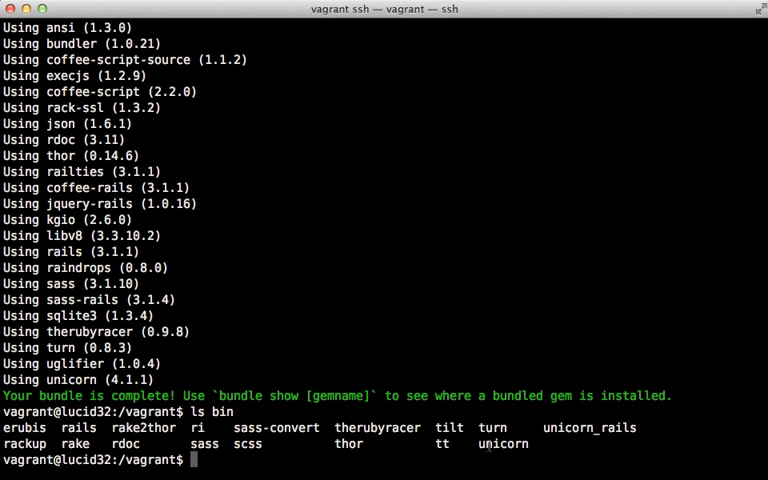 vagrant ssh — vagrant — ssh
Using ansi (1.3.0)
Using bundler (1.0.21)
Using coffee-script-source (1.1.2)
Using execjs (1.2.9)
Using coffee-script (2.2.0)
Using rack-ssl (1.3.2)
Using json (1.6.1)
Using rdoc (3.11)
Using thor (0.14.6)
Using railties (3.1.1)
Using coffee-rails (3.1.1)
Using jquery-rails (1.0.16)
Using kgio (2.6.0)
Using libv8 (3.3.10.2)
Using rails (3.1.1)
Using raindrops (0.8.0)
Using sass (3.1.10)
Using sass-rails (3.1.4)
Using sqlite3 (1.3.4)
Using therubyracer (0.9.8)
Using turn (0.8.3)
Using uglifier (1.0.4)
Using unicorn (4.1.1)
Your bundle is complete! Use `bundle show [gemname]` to see where a bundled gem is installed.
vagrant@lucid32:/vagrant$ ls bin
erubis rails rake2thor ri sass-convert therubyracer tilt turn unicorn_rails
rackup rake rdoc sass scss thor tt unicorn
vagrant@lucid32:/vagrant$